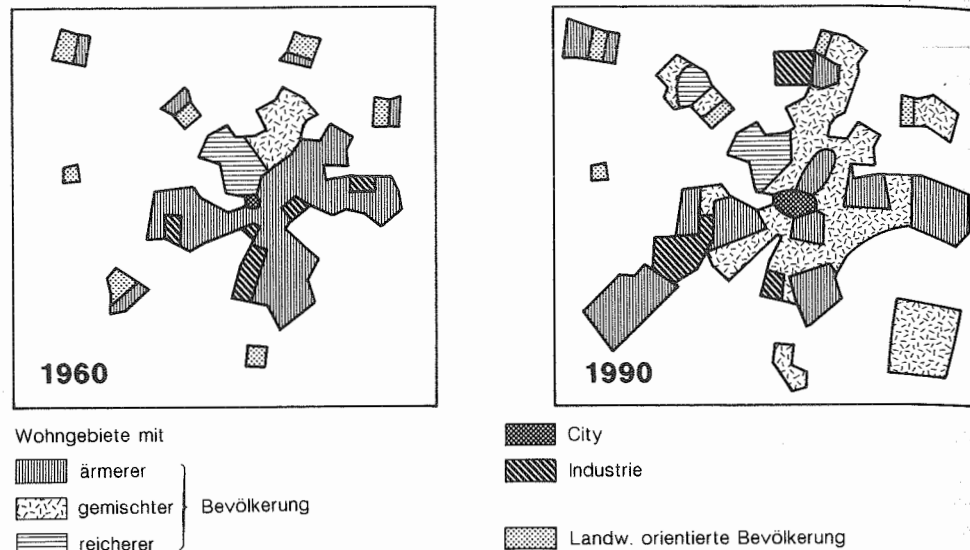 1960
1990
Wohngebiete mit
ärmerer
gemischter
reicherer
Bevölkerung
City
Industrie
Landw. orientierte Bevölkerung